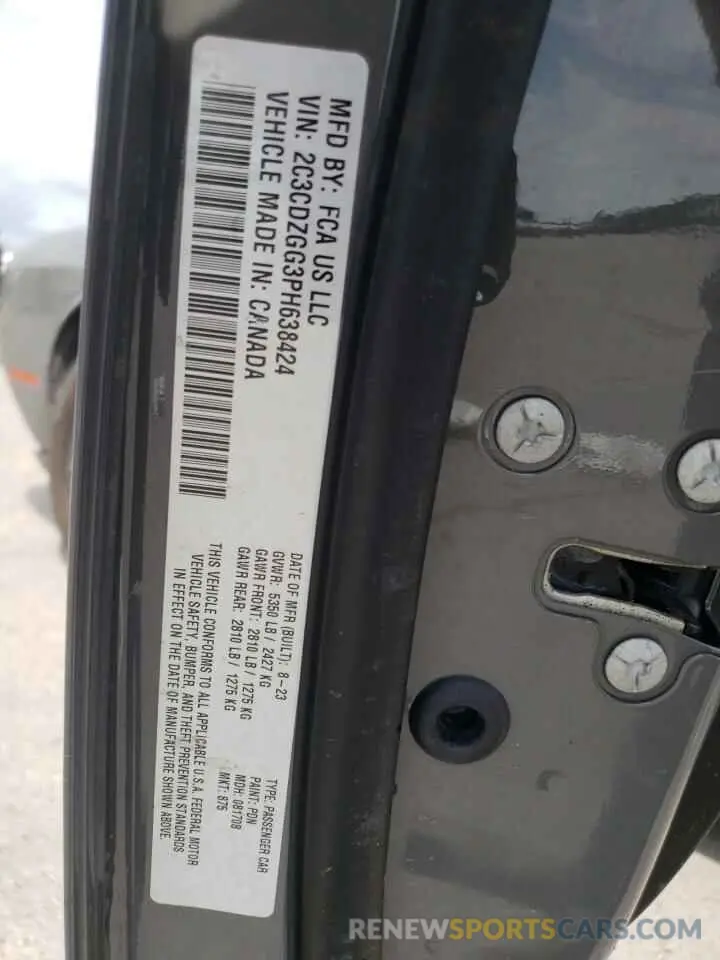 MFD BY: FCA US LLC
VIN: 2C3CDZGG3PH638424
VEHICLE MADE IN: CANADA
DATE OF MFR (BUILT): 8-23
GVWR: 5350 LB / 2427 KG
GAWR FRONT: 2810 LB / 1275 KG
GAWR REAR: 2810 LB / 1275 KG
TYPE: PASSENGER CAR
PAINT: PDN
MDH: 081708
MKT: 875
THIS VEHICLE CONFORMS TO ALL APPLICABLE U.S.A. FEDERAL MOTOR
VEHICLE SAFETY, BUMPER, AND THEFT PREVENTION STANDARDS
IN EFFECT ON THE DATE OF MANUFACTURE SHOWN ABOVE.
RENEWSPORTSCARS.COM